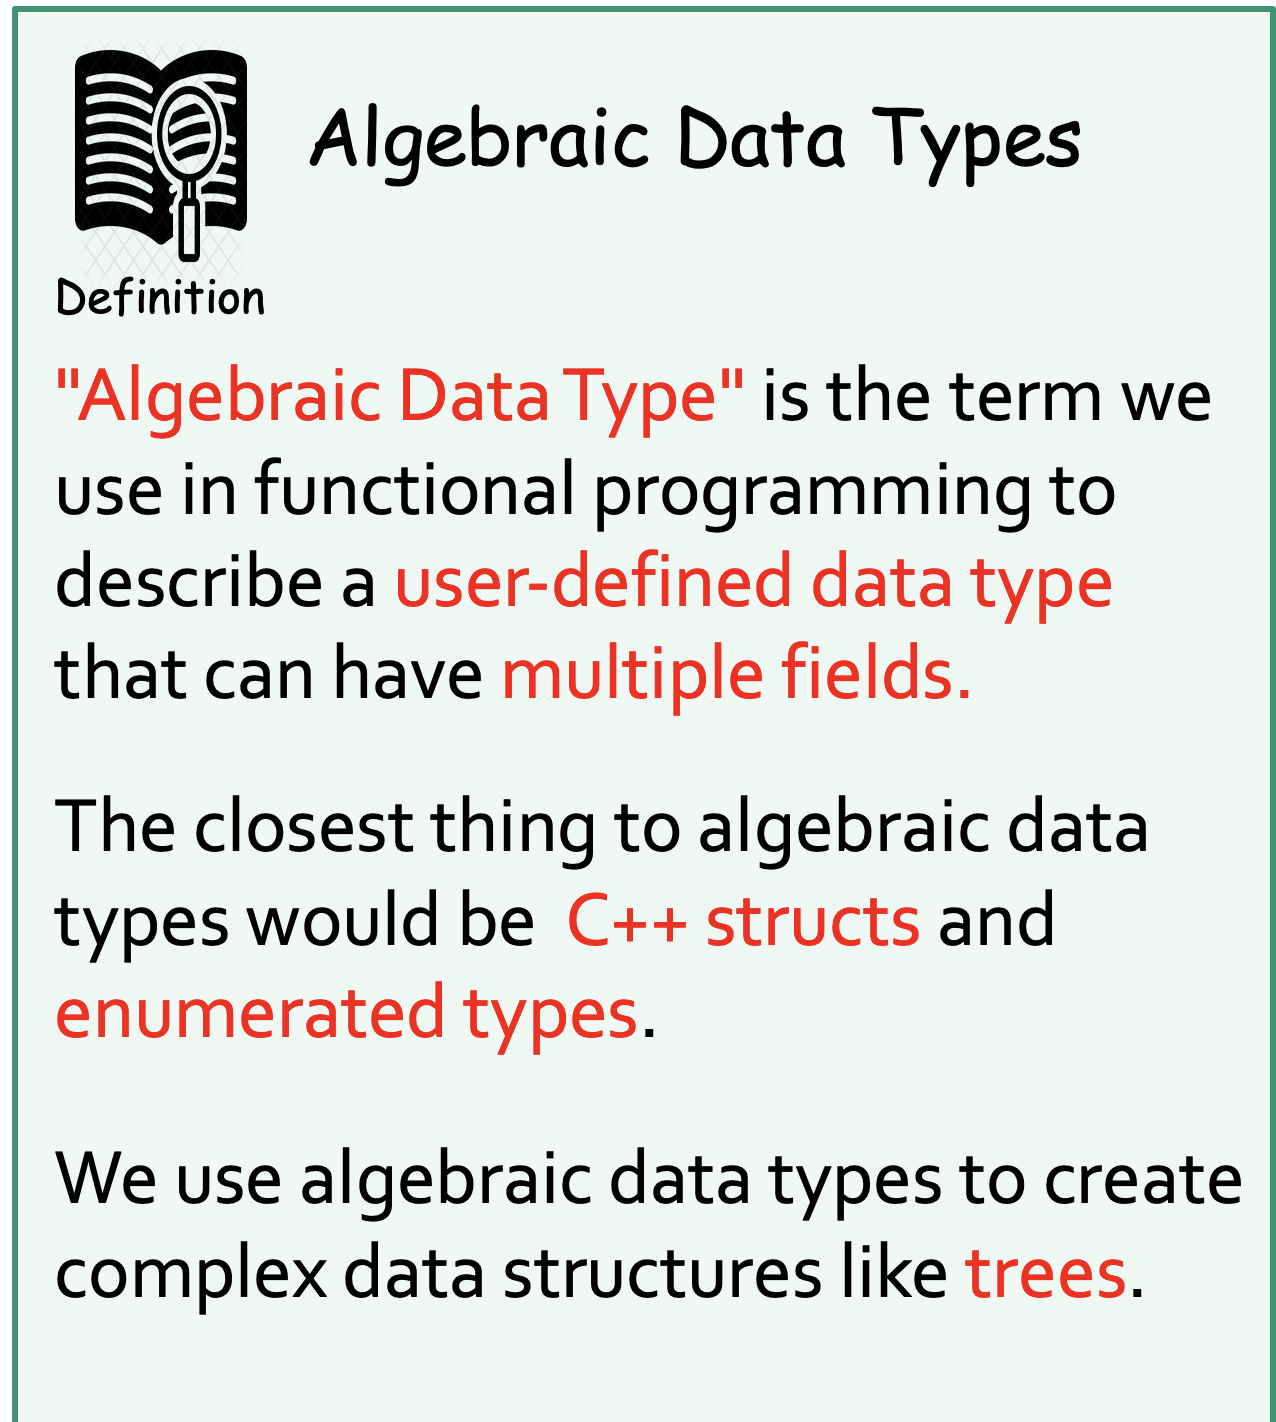 Algebraic Data Types
Definition
"Algebraic Data Type" is the term we
use in functional programming to
describe a user-defined data type
that can have multiple fields.
The closest thing to algebraic data
types would be C++ structs and
enumerated types.
We use algebraic data types to create
complex data structures like trees.